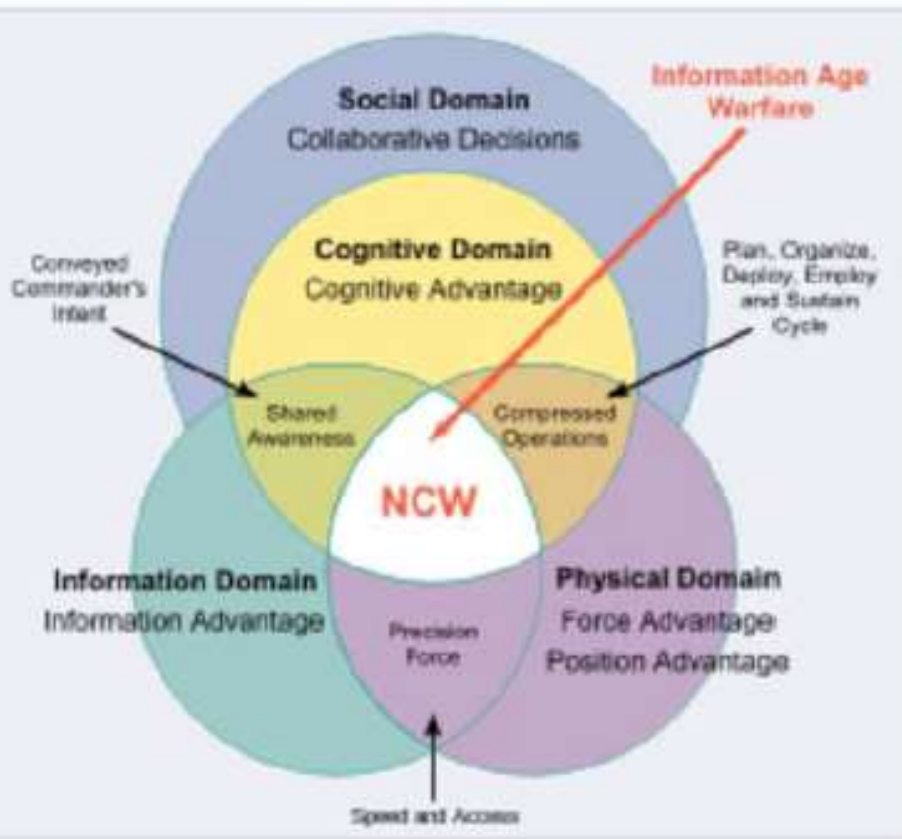 Social Domain
Collaborative Decisions
Information Age
Warfare
Cognitive Domain
Cognitive Advantage
Conveyed
Commander's
Intent
Plan, Organize,
Deploy, Employ
and Sustain
Cycle
Shared
Awareness
Compressed
Operations
NCW
Information Domain
Information Advantage
Physical Domain
Force Advantage
Position Advantage
Precision
Force
Speed and Access